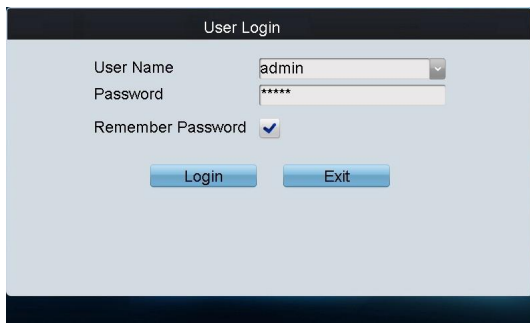 User Login
User Name admin
Password *****
Remember Password
Login Exit